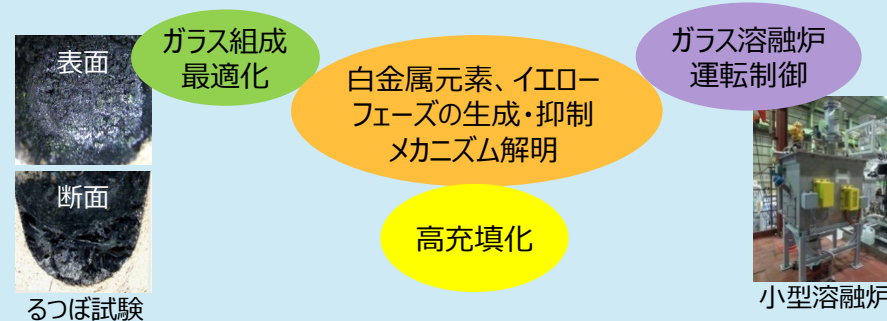 表面
断面
るつぼ試験
ガラス組成
最適化
白金属元素、イエロー
フェーズの生成・抑制
メカニズム解明
高充填化
ガラス溶融炉
運転制御
小型溶融炉